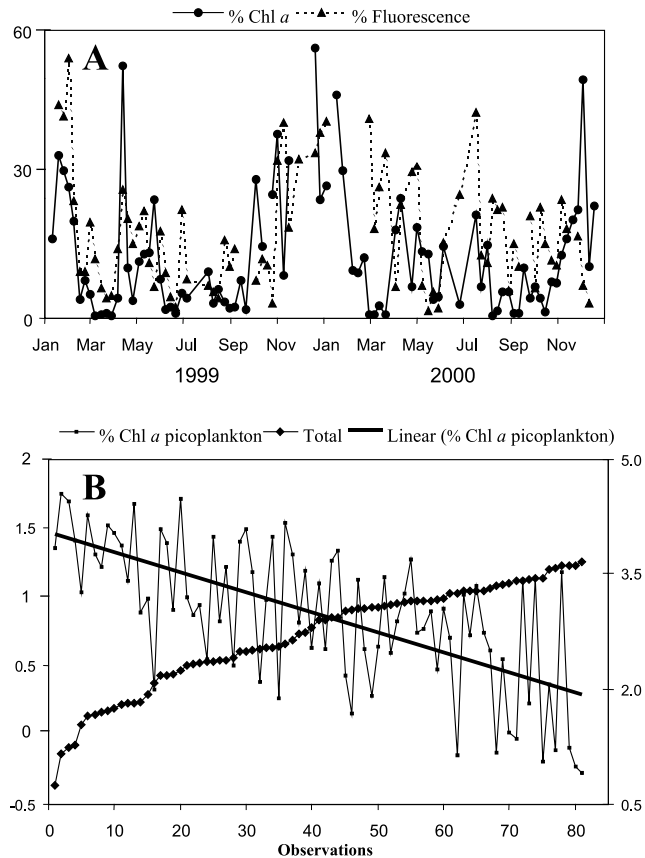 % Chl a % Fluorescence
A
60
30
0
Jan Mar May Jul Sep Nov Jan Mar May Jul Sep Nov
1999 2000
% Chl a picoplankton Total Linear (% Chl a picoplankton)
B
2 5.0
1.5
3.5
1
0.5 2.0
0
-0.5 0.5
0 10 20 30 40 50 60 70 80
Observations